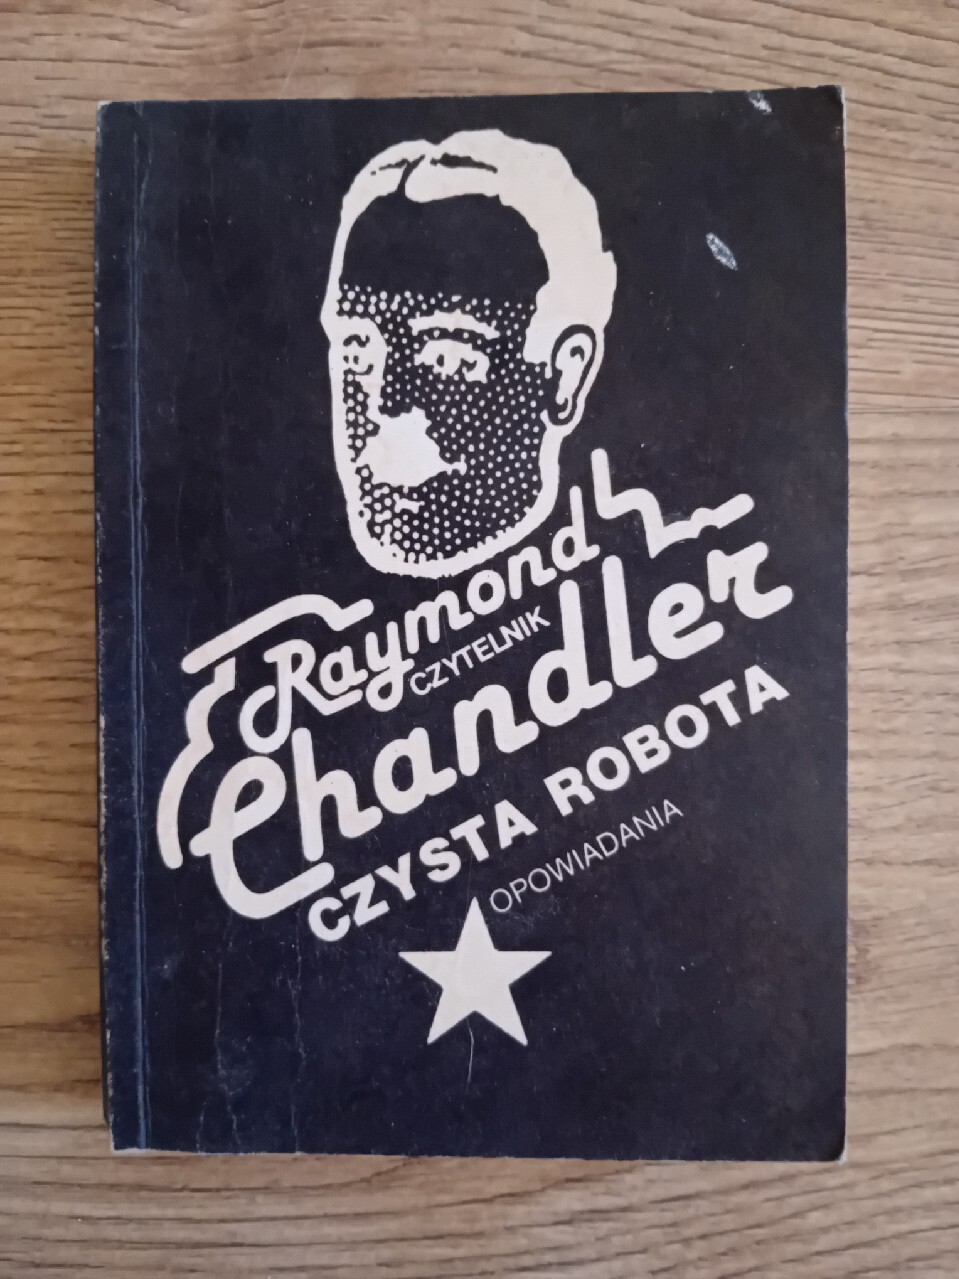 Raymond
CZYTELNIK
Chandler
CZYSTA ROBOTA
OPOWIADANIA